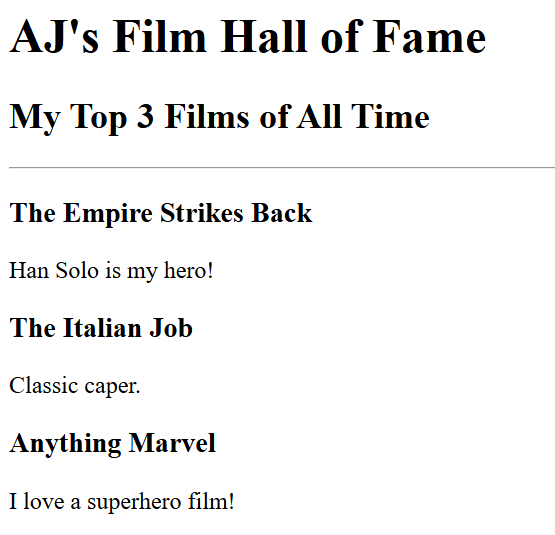 AJ's Film Hall of Fame
My Top 3 Films of All Time
The Empire Strikes Back
Han Solo is my hero!
The Italian Job
Classic caper.
Anything Marvel
I love a superhero film!